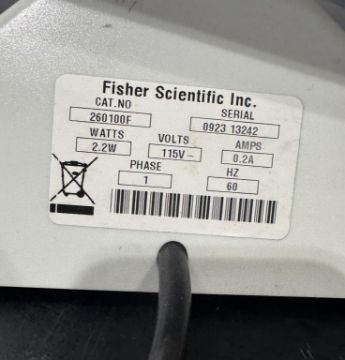 Fisher Scientific Inc.
CAT.NO SERIAL
260100F 0923 13242
WATTS VOLTS AMPS
2.2W 115V~ 0.2A
PHASE HZ
1 60